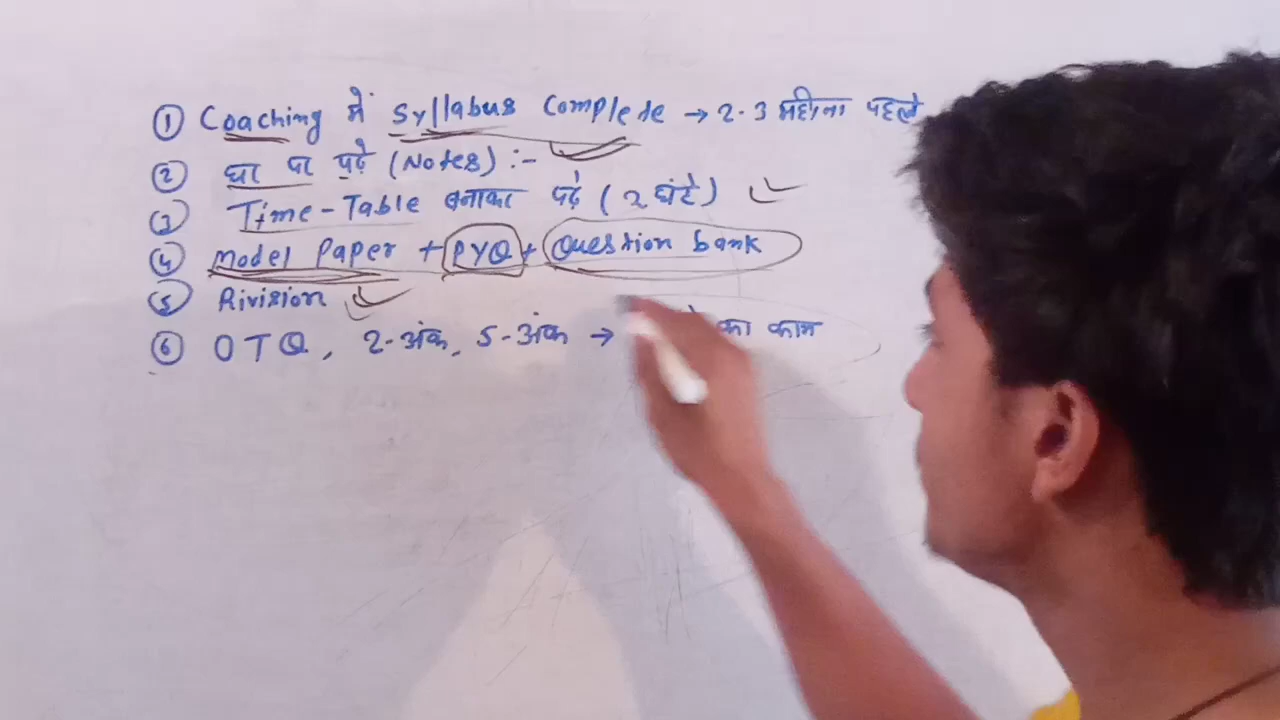 ① Coaching में Syllabus Complede → 2-3 महीना पहले
② घर पर पढ़े (Notes) :-
③ Time-Table बनाकर पढ़े (2 घंटे)
④ Model Paper + PYQ + Question bank
⑤ Rivision
⑥ OTQ, 2-अंक, 5-अंक → का काम